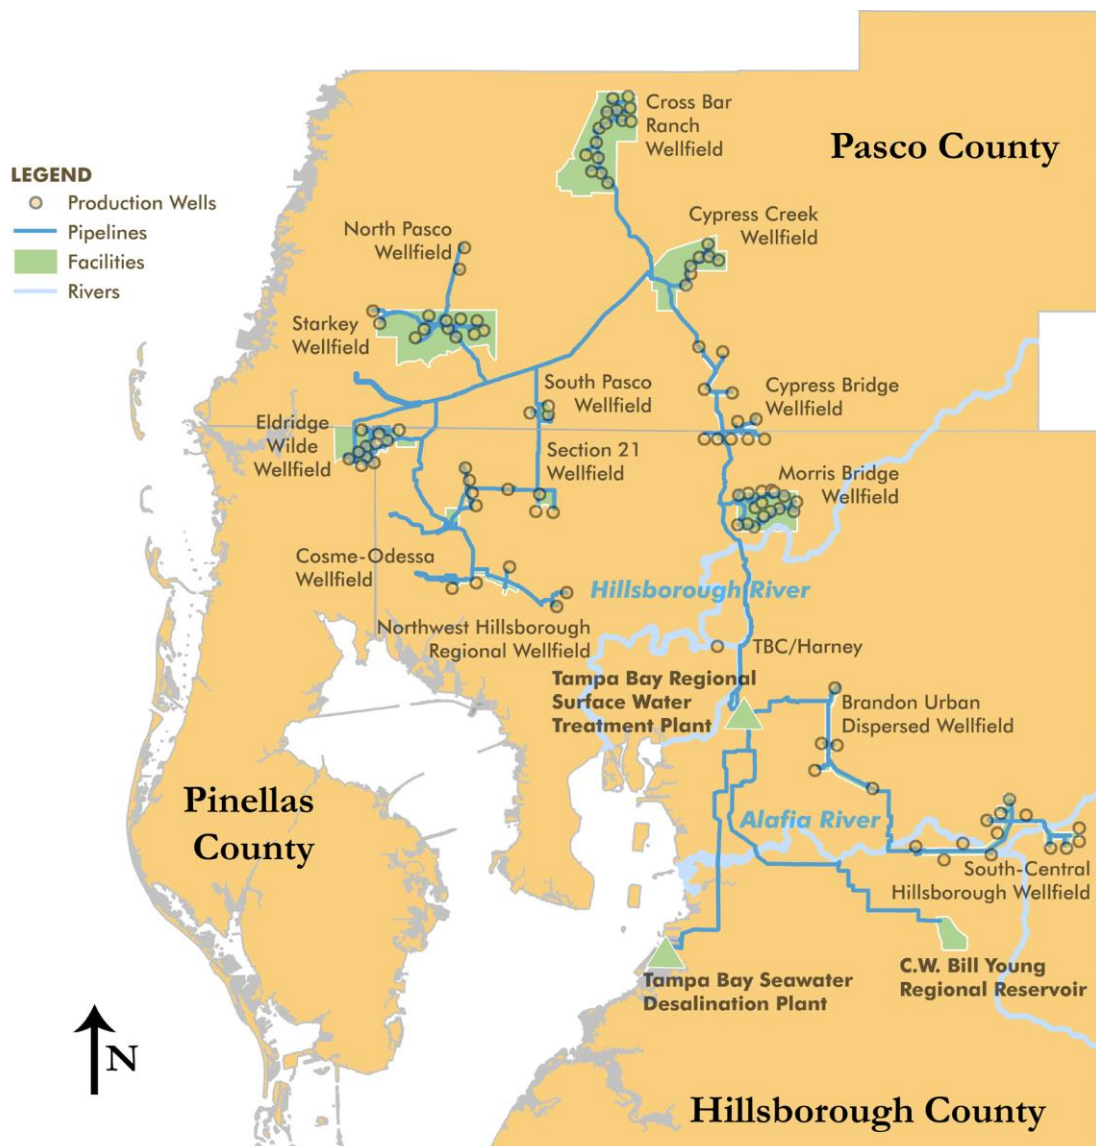 Cross Bar
Ranch
Wellfield
Pasco County
LEGEND
Production Wells
Pipelines
Facilities
Rivers
North Pasco
Wellfield
Cypress Creek
Wellfield
Starkey
Wellfield
South Pasco
Wellfield
Cypress Bridge
Wellfield
Eldridge
Wilde
Wellfield
Section 21
Wellfield
Morris Bridge
Wellfield
Cosme-Odessa
Wellfield
Hillsborough River
Northwest Hillsborough
Regional Wellfield
TBC/Harney
Tampa Bay Regional
Surface Water
Treatment Plant
Brandon Urban
Dispersed Wellfield
Pinellas
County
Alafia River
South-Central
Hillsborough Wellfield
Tampa Bay Seawater
Desalination Plant
C.W. Bill Young
Regional Reservoir
N
Hillsborough County